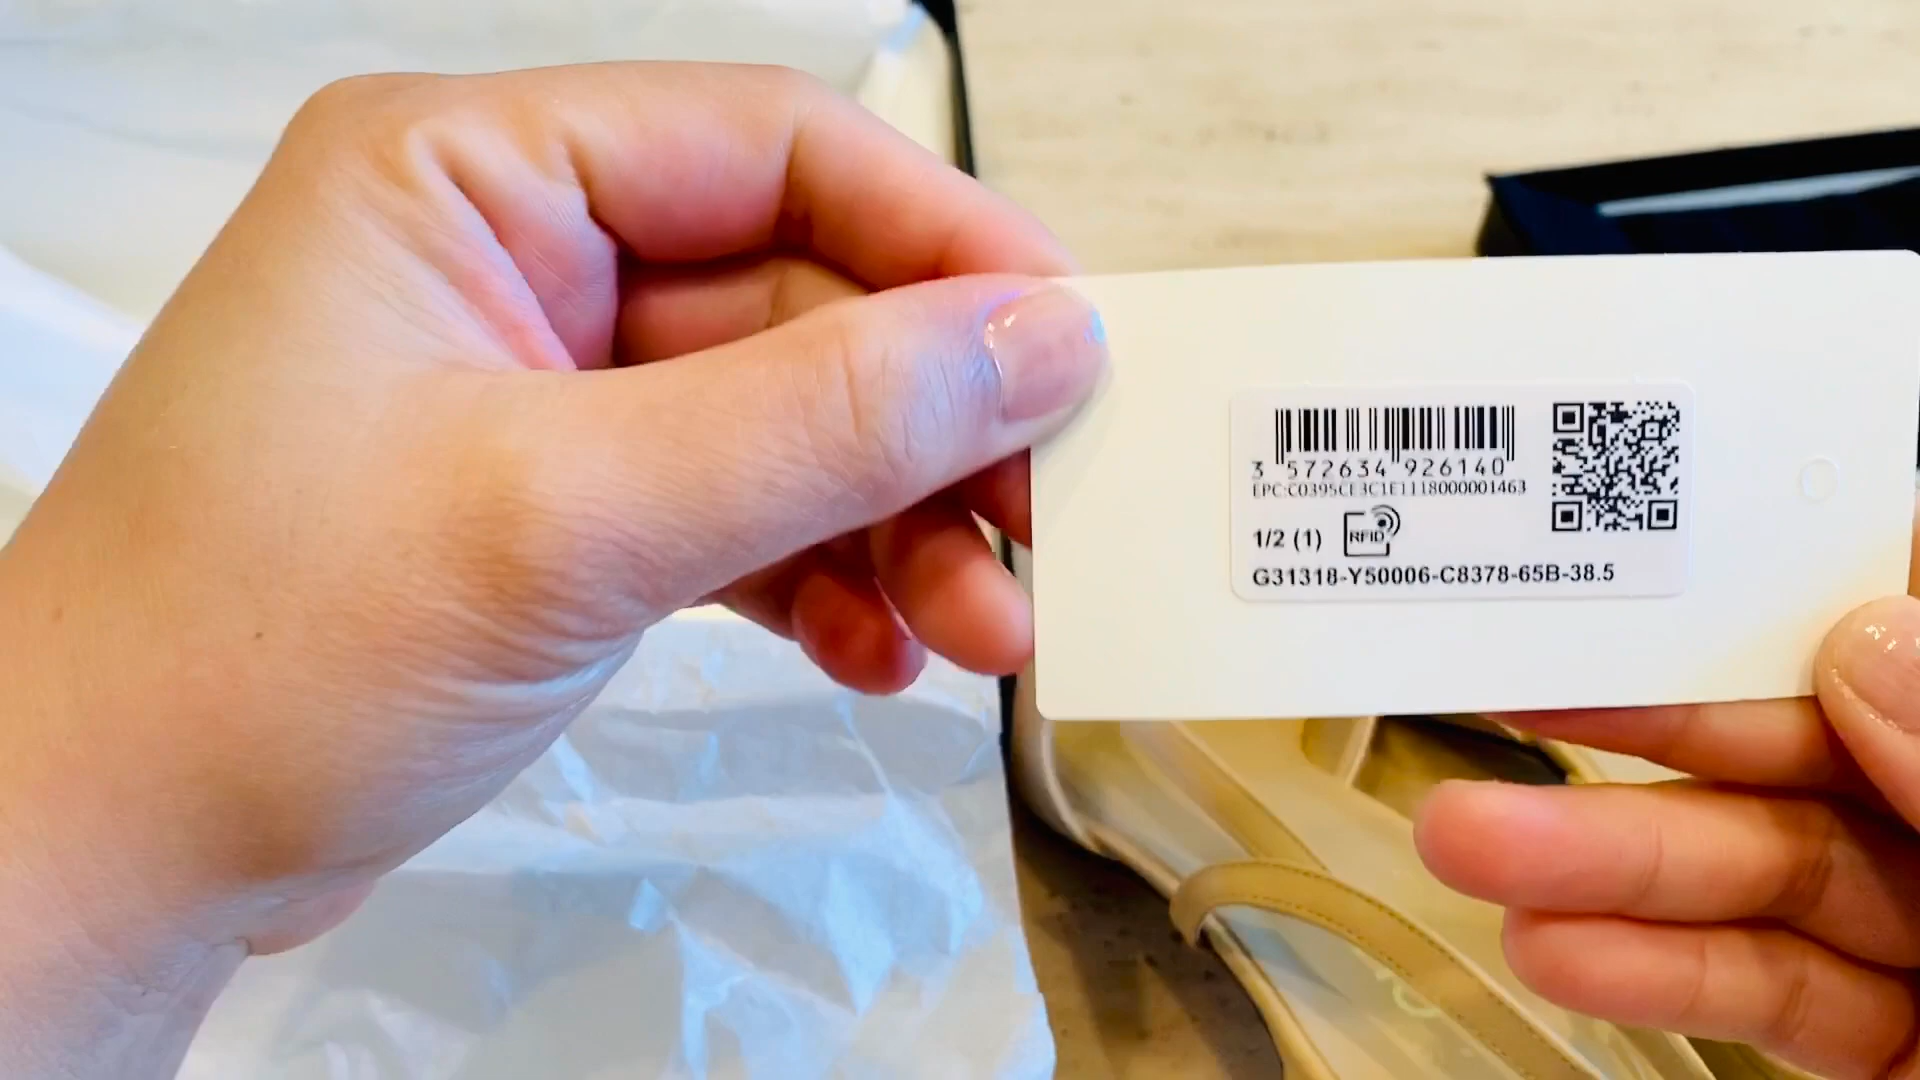 3 572634 926140
EPC:C0395CE3C1E1118000001463
1/2 (1) RFID
G31318-Y50006-C8378-65B-38.5